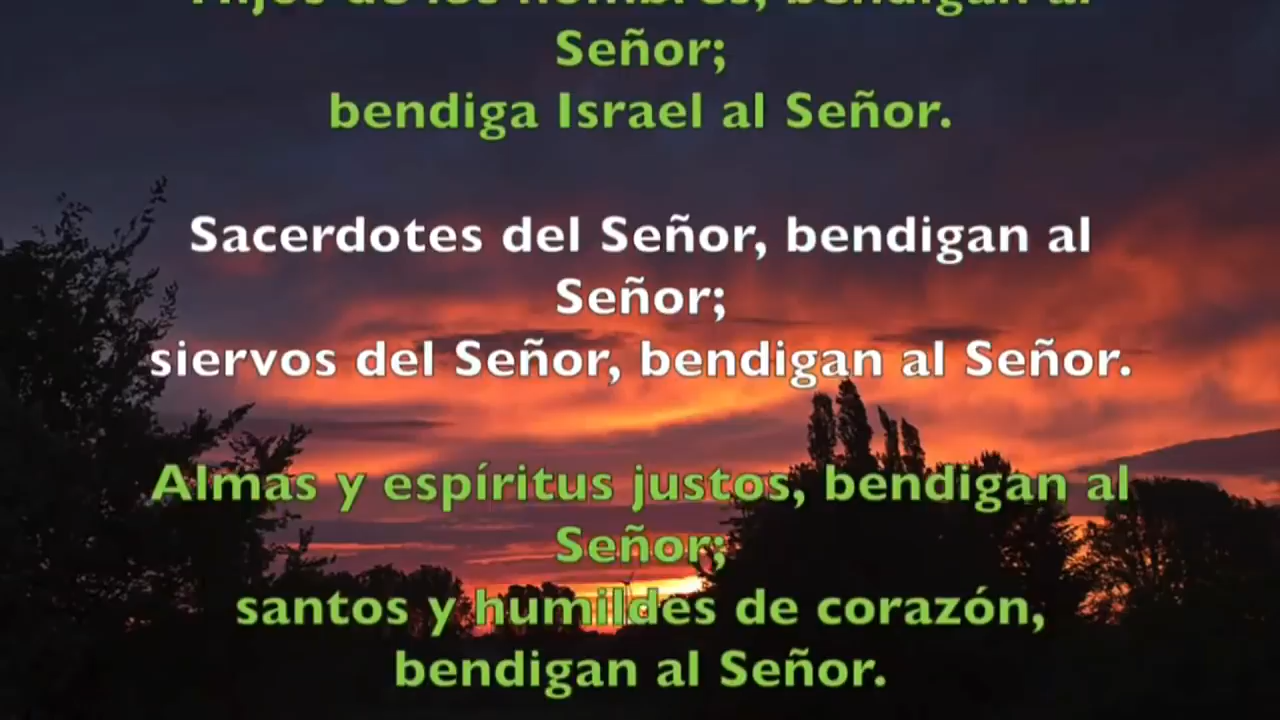 Hijos de los hombres, bendigan al
Señor;
bendiga Israel al Señor.
Sacerdotes del Señor, bendigan al
Señor;
siervos del Señor, bendigan al Señor.
Almas y espíritus justos, bendigan al
Señor;
santos y humildes de corazón,
bendigan al Señor.